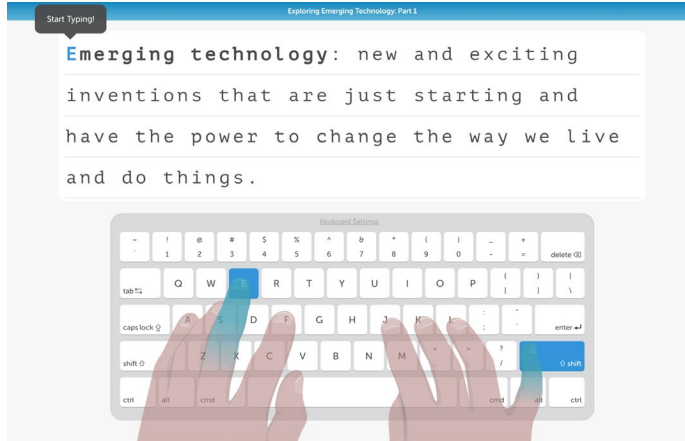 Exploring Emerging Technology: Part 1
Start Typing!
Emerging technology: new and exciting
inventions that are just starting and
have the power to change the way we live
and do things.
Keyboard Settings
~ ! @ # $ % ^ & * ( ) _ +
` 1 2 3 4 5 6 7 8 9 0 - = delete
tab Q W E R T Y U I O P { } |
[ ] \
caps lock A S D F G H J K L : "
; ' enter
shift Z X C V B N M < > ?
, . / shift
ctrl alt cmd cmd alt ctrl